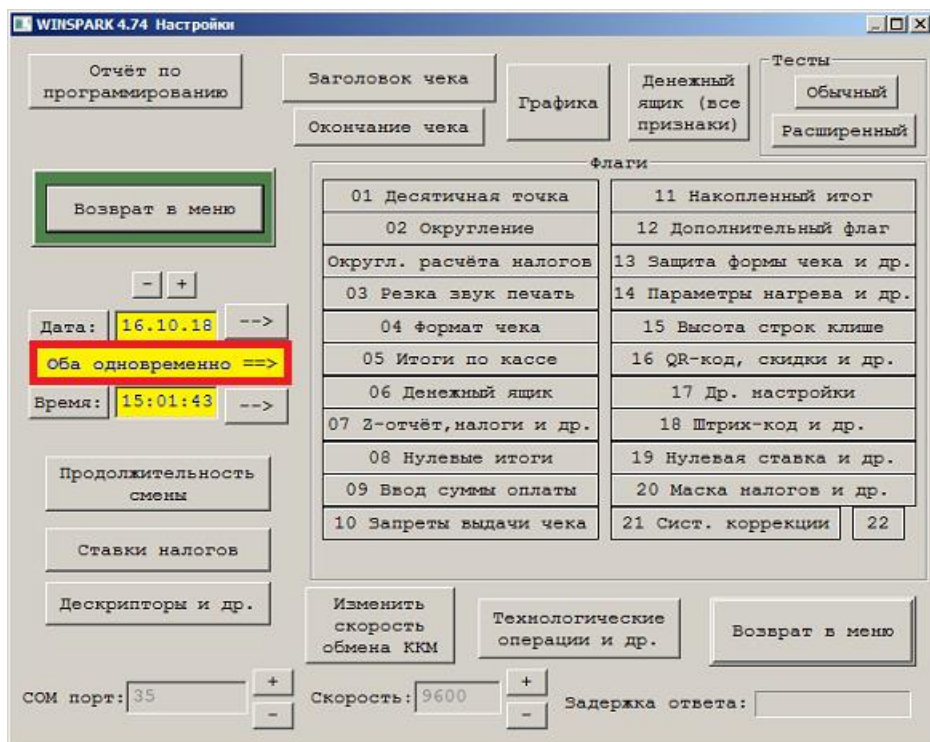 WINSPARK 4.74 Настройки
Отчёт по
программированию
Заголовок чека
Окончание чека
Графика
Денежный
ящик (все
признаки)
Тесты
Обычный
Расширенный
Возврат в меню
- +
Дата: 16.10.18 -->
Оба одновременно ==>
Время: 15:01:43 -->
Продолжительность
смены
Ставки налогов
Дескрипторы и др.
Флаги
01 Десятичная точка
02 Округление
Округл. расчёта налогов
03 Резка звук печать
04 Формат чека
05 Итоги по кассе
06 Денежный ящик
07 Z-отчёт,налоги и др.
08 Нулевые итоги
09 Ввод суммы оплаты
10 Запреты выдачи чека
11 Накопленный итог
12 Дополнительный флаг
13 Защита формы чека и др.
14 Параметры нагрева и др.
15 Высота строк клише
16 QR-код, скидки и др.
17 Др. настройки
18 Штрих-код и др.
19 Нулевая ставка и др.
20 Маска налогов и др.
21 Сист. коррекции 22
Изменить
скорость
обмена ККМ
Технологические
операции и др.
Возврат в меню
COM порт: 35 + -
Скорость: 9600 + -
Задержка ответа: